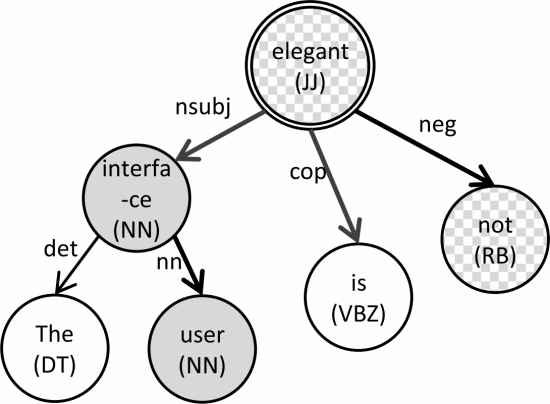 elegant
(JJ)
nsubj
neg
interfa
-ce
(NN)
cop
not
(RB)
det
nn
is
(VBZ)
The
(DT)
user
(NN)